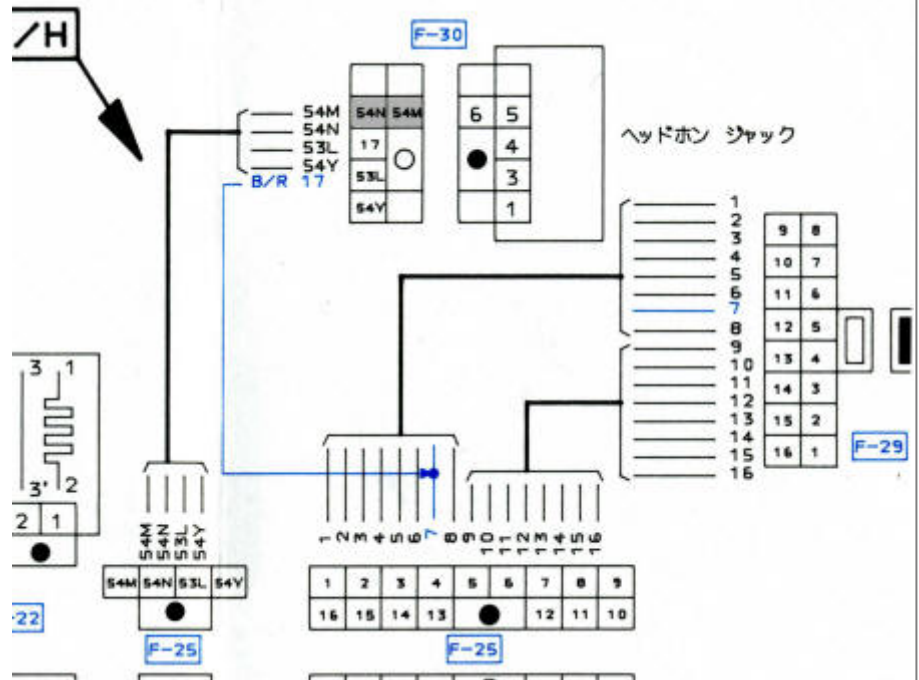 /H
F-30
54M
54N
53L
54Y
B/R 17
54N 54M
17
53L
54Y
6 5
4
3
1
ヘッドホン ジャック
1
2
3
4
5
6
7
8
9
10
11
12
13
14
15
16
9 8
10 7
11 6
12 5
13 4
14 3
15 2
16 1
F-29
3 1
3' 2
2 1
-22
54M
54N
53L
54Y
54M 54N 53L 54Y
F-25
1 2 3 4 5 6 7 8 9 10 11 12 13 14 15 16
1 2 3 4 5 6 7 8 9
16 15 14 13 12 11 10
F-25